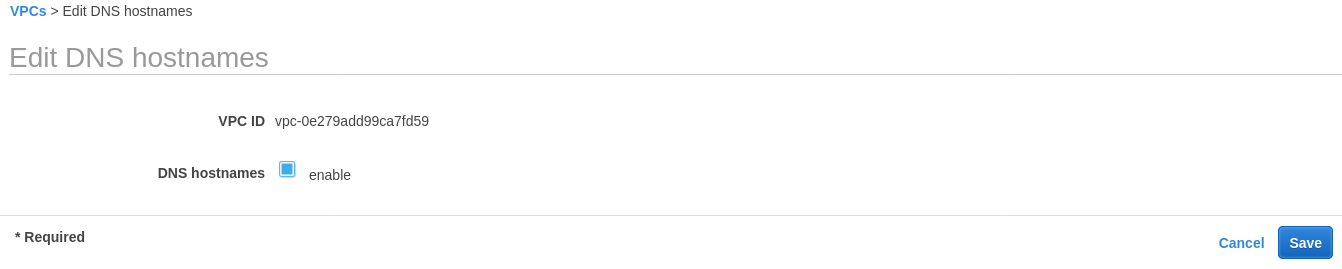 VPCs > Edit DNS hostnames
Edit DNS hostnames
VPC ID vpc-0e279add99ca7fd59
DNS hostnames enable
* Required
Cancel Save